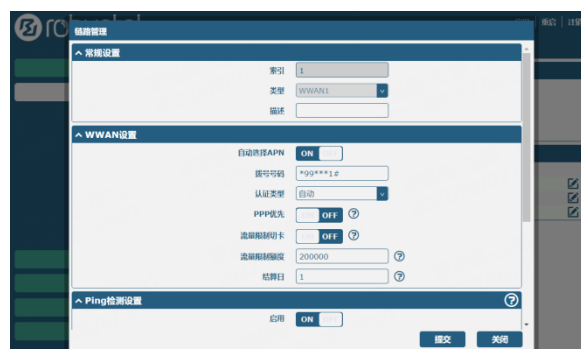 重启
链路管理
常规设置
索引 1
类型 WWAN1
描述
WWAN设置
自动选择APN ON
拨号号码 *99***1#
认证类型 自动
PPP优先 OFF ?
流量限制切卡 OFF ?
流量限制额度 200000 ?
结算日 1 ?
Ping检测设置 ?
启用 ON
提交 关闭